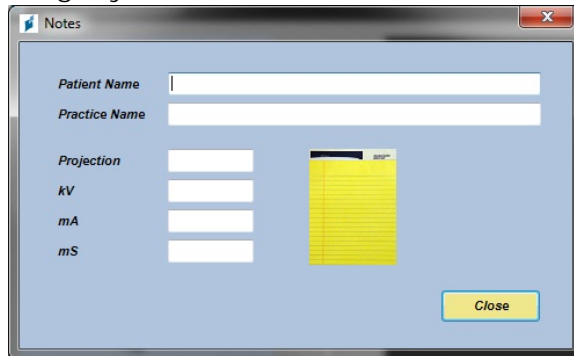 Notes
Patient Name
Practice Name
Projection
kV
mA
mS
Close